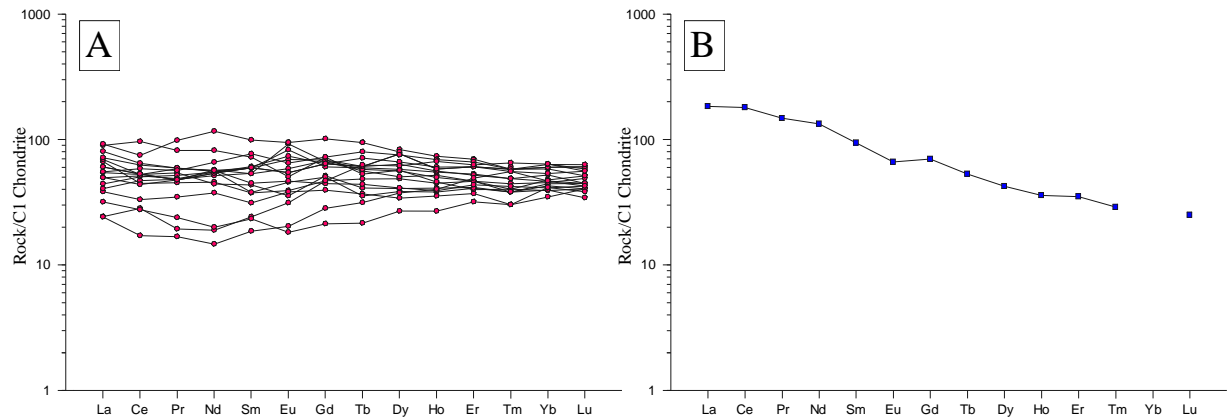 A
Rock/C1 Chondrite
1000
100
10
1
La Ce Pr Nd Sm Eu Gd Tb Dy Ho Er Tm Yb Lu
B
Rock/C1 Chondrite
1000
100
10
1
La Ce Pr Nd Sm Eu Gd Tb Dy Ho Er Tm Yb Lu